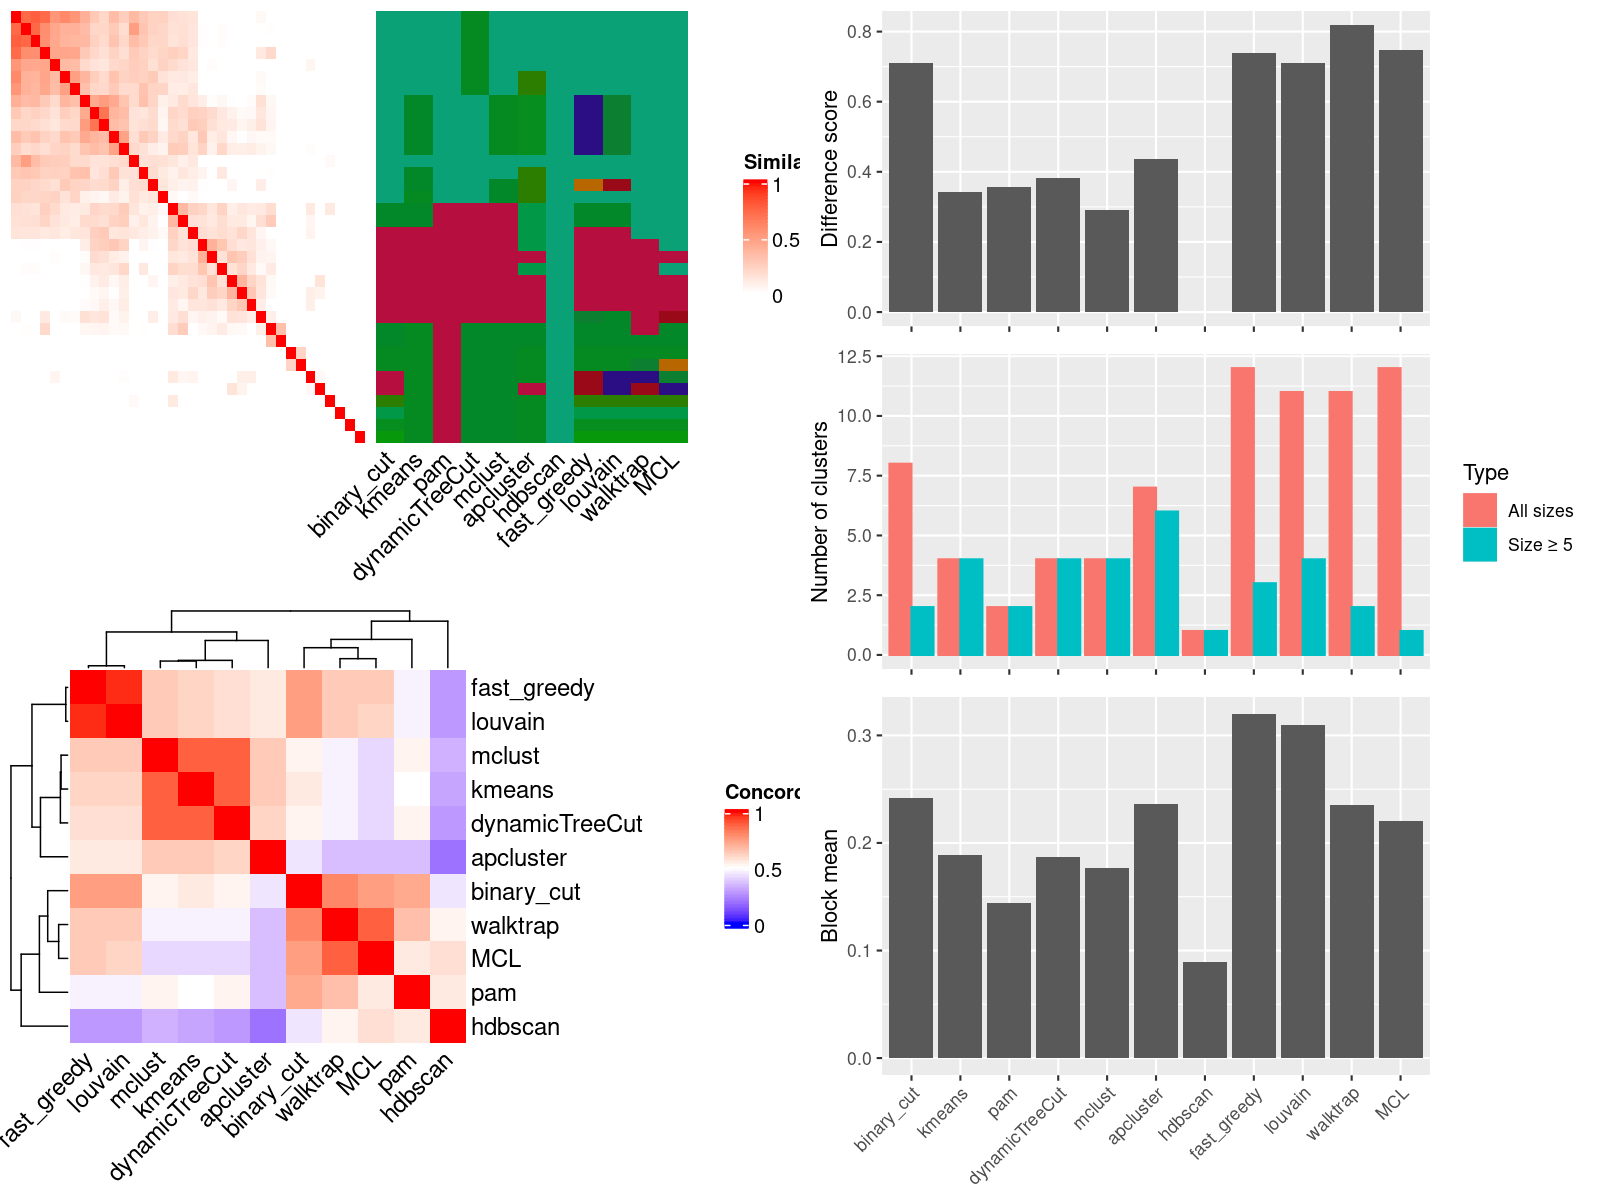 Simila
1
0.5
0
binary_cut
kmeans
pam
dynamicTreeCut
mclust
apcluster
hdbscan
fast_greedy
louvain
walktrap
MCL
fast_greedy
louvain
mclust
kmeans
dynamicTreeCut
apcluster
binary_cut
walktrap
MCL
pam
hdbscan
fast_greedy
louvain
mclust
kmeans
dynamicTreeCut
apcluster
binary_cut
walktrap
MCL
pam
hdbscan
Concord
1
0.5
0
Difference score
0.8
0.6
0.4
0.2
0.0
Number of clusters
12.5
10.0
7.5
5.0
2.5
0.0
Type
All sizes
Size ≥ 5
Block mean
0.3
0.2
0.1
0.0
binary_cut
kmeans
pam
dynamicTreeCut
mclust
apcluster
hdbscan
fast_greedy
louvain
walktrap
MCL